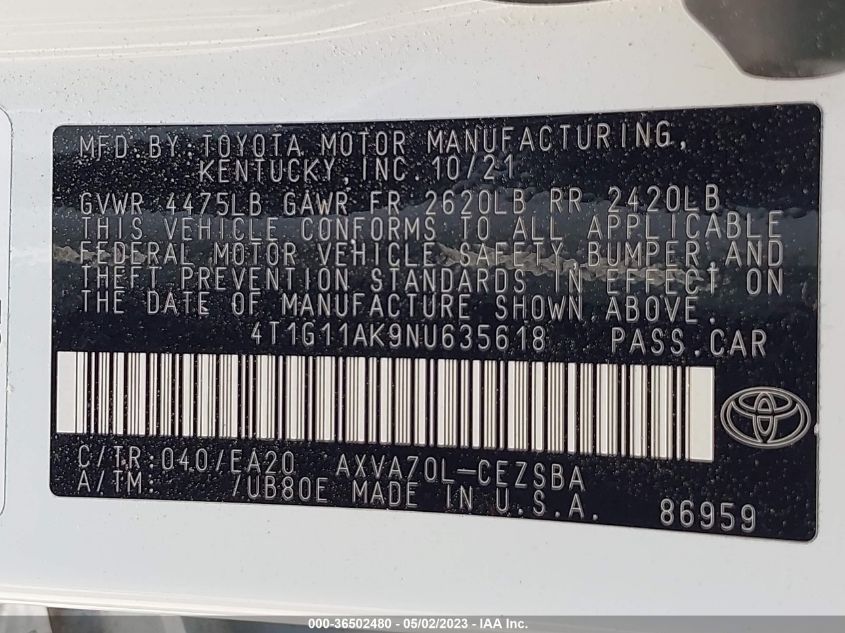 MFD.BY:TOYOTA MOTOR MANUFACTURING,
KENTUCKY,INC.10/21
GVWR 4475LB GAWR FR 2620LB RR 2420LB
THIS VEHICLE CONFORMS TO ALL APPLICABLE
FEDERAL MOTOR VEHICLE SAFETY BUMPER AND
THEFT PREVENTION STANDARDS IN EFFECT ON
THE DATE OF MANUFACTURE SHOWN ABOVE.
4T1G11AK9NU635618 PASS.CAR
C/TR:040/EA20 AXVA70L-CEZSBA
A/TM: /UB80E MADE IN U.S.A. 86959
000-36502480 - 05/02/2023 - IAA Inc.